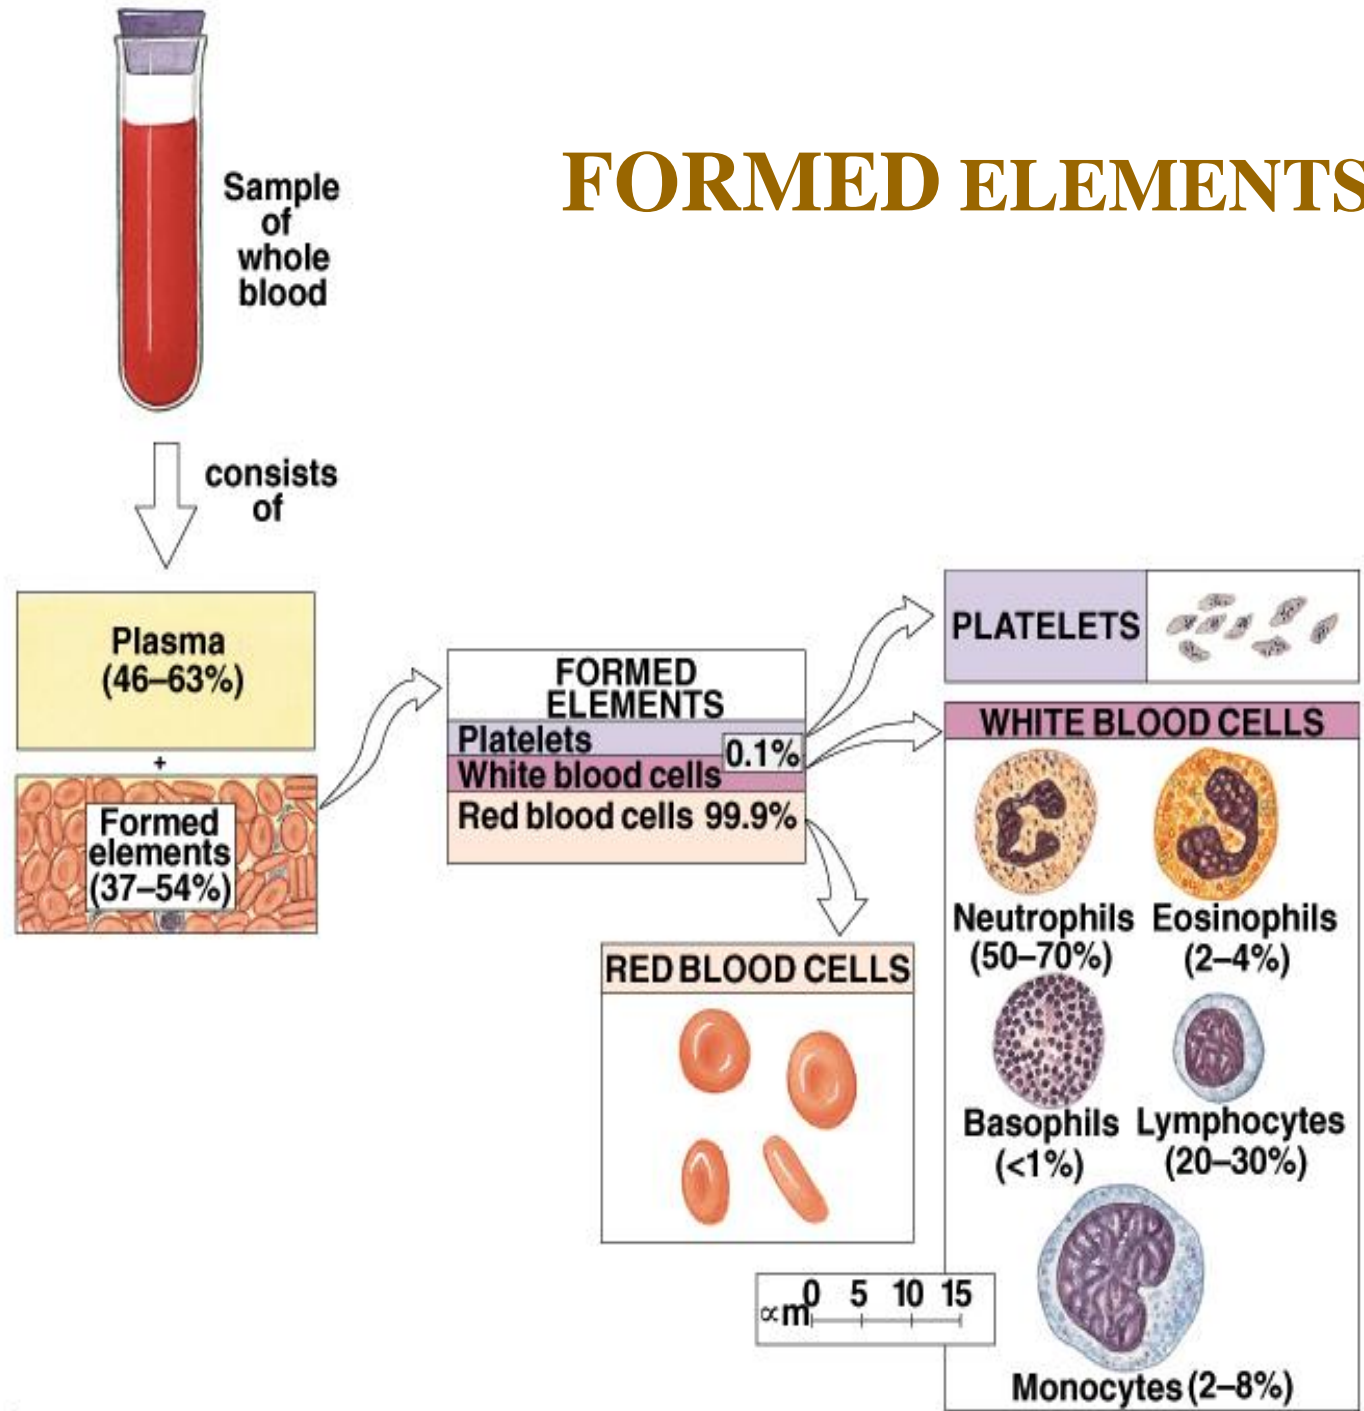 FORMED ELEMENTS
Sample
of
whole
blood
consists
of
Plasma
(46–63%)
+
Formed
elements
(37–54%)
FORMED
ELEMENTS
Platelets
0.1%
White blood cells
Red blood cells 99.9%
PLATELETS
WHITE BLOOD CELLS
Neutrophils
(50–70%)
Eosinophils
(2–4%)
Basophils
(<1%)
Lymphocytes
(20–30%)
Monocytes (2–8%)
RED BLOOD CELLS
0 5 10 15
∝m